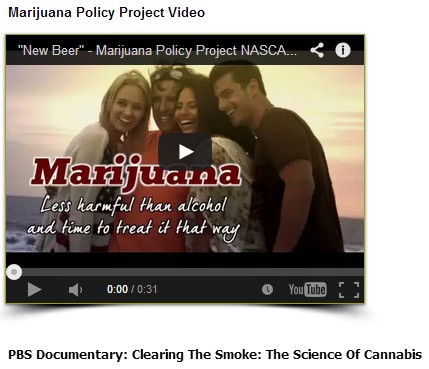 Marijuana Policy Project Video
"New Beer" - Marijuana Policy Project NASCA...
Marijuana
Less harmful than alcohol
and time to treat it that way
0:00 / 0:31
YouTube
PBS Documentary: Clearing The Smoke: The Science Of Cannabis